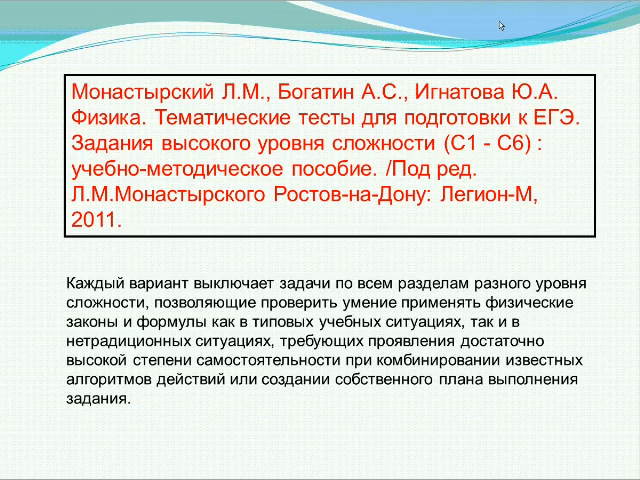 Монастырский Л.М., Богатин А.С., Игнатова Ю.А.
Физика. Тематические тесты для подготовки к ЕГЭ.
Задания высокого уровня сложности (С1 - С6) :
учебно-методическое пособие. /Под ред.
Л.М.Монастырского Ростов-на-Дону: Легион-М,
2011.
Каждый вариант выключает задачи по всем разделам разного уровня
сложности, позволяющие проверить умение применять физические
законы и формулы как в типовых учебных ситуациях, так и в
нетрадиционных ситуациях, требующих проявления достаточно
высокой степени самостоятельности при комбинировании известных
алгоритмов действий или создании собственного плана выполнения
задания.